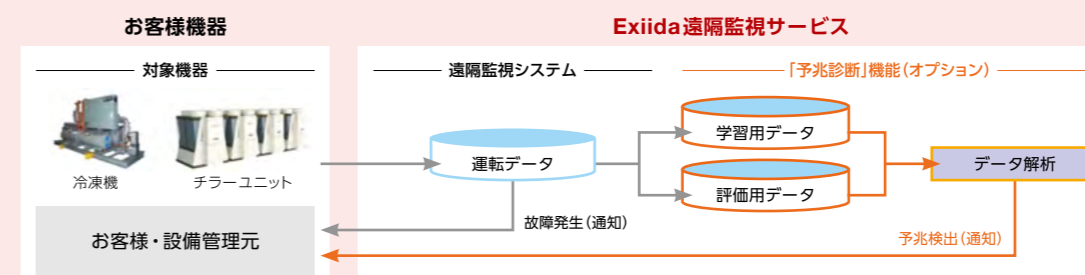 お客様機器
Exiida遠隔監視サービス
対象機器
遠隔監視システム
「予兆診断」機能(オプション)
冷凍機
チラーユニット
運転データ
学習用データ
評価用データ
データ解析
お客様・設備管理元
故障発生(通知)
予兆検出(通知)